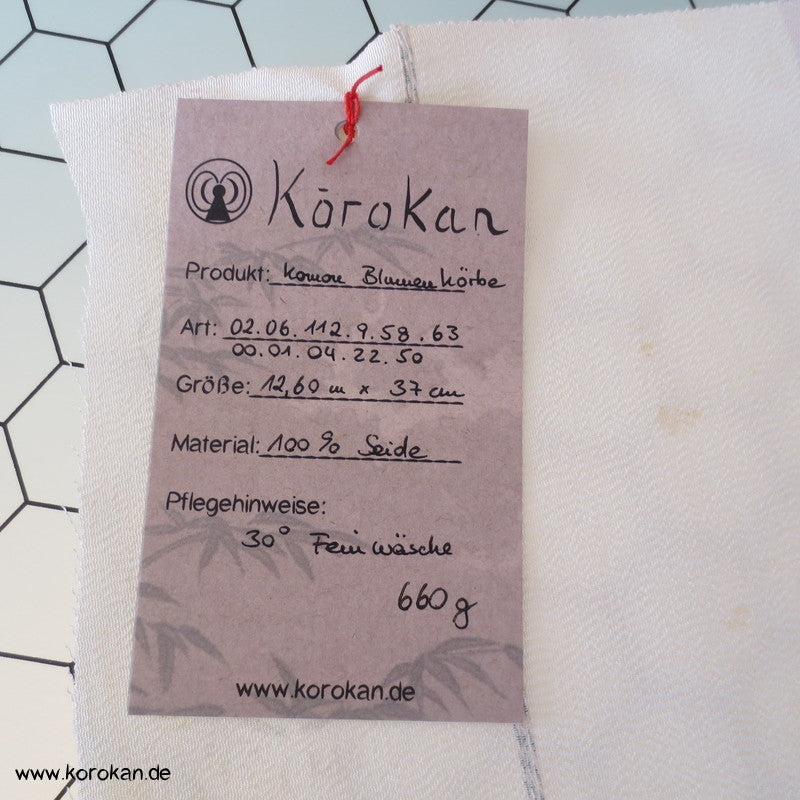 Kōrokan
Produkt: Komon Blumenkörbe
Art: 02.06.112.9.58.63
00.01.04.22.50
Größe: 12,60 m x 37 cm
Material: 100 % Seide
Pflegehinweise:
30° Feinwäsche
660 g
www.korokan.de
www.korokan.de